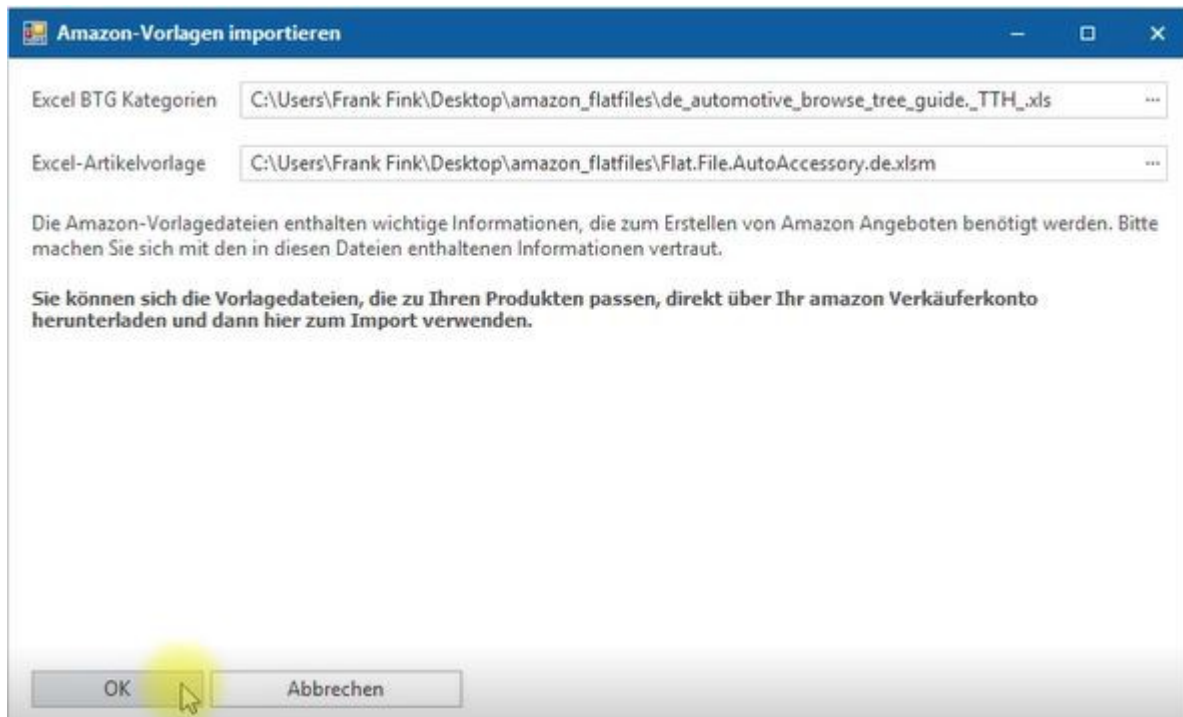 Amazon-Vorlagen importieren
Excel BTG Kategorien C:\Users\Frank Fink\Desktop\amazon_flatfiles\de_automotive_browse_tree_guide._TTH_.xls ...
Excel-Artikelvorlage C:\Users\Frank Fink\Desktop\amazon_flatfiles\Flat.File.AutoAccessory.de.xlsm ...
Die Amazon-Vorlagedateien enthalten wichtige Informationen, die zum Erstellen von Amazon Angeboten benötigt werden. Bitte
machen Sie sich mit den in diesen Dateien enthaltenen Informationen vertraut.
Sie können sich die Vorlagedateien, die zu Ihren Produkten passen, direkt über Ihr amazon Verkäuferkonto
herunterladen und dann hier zum Import verwenden.
OK Abbrechen